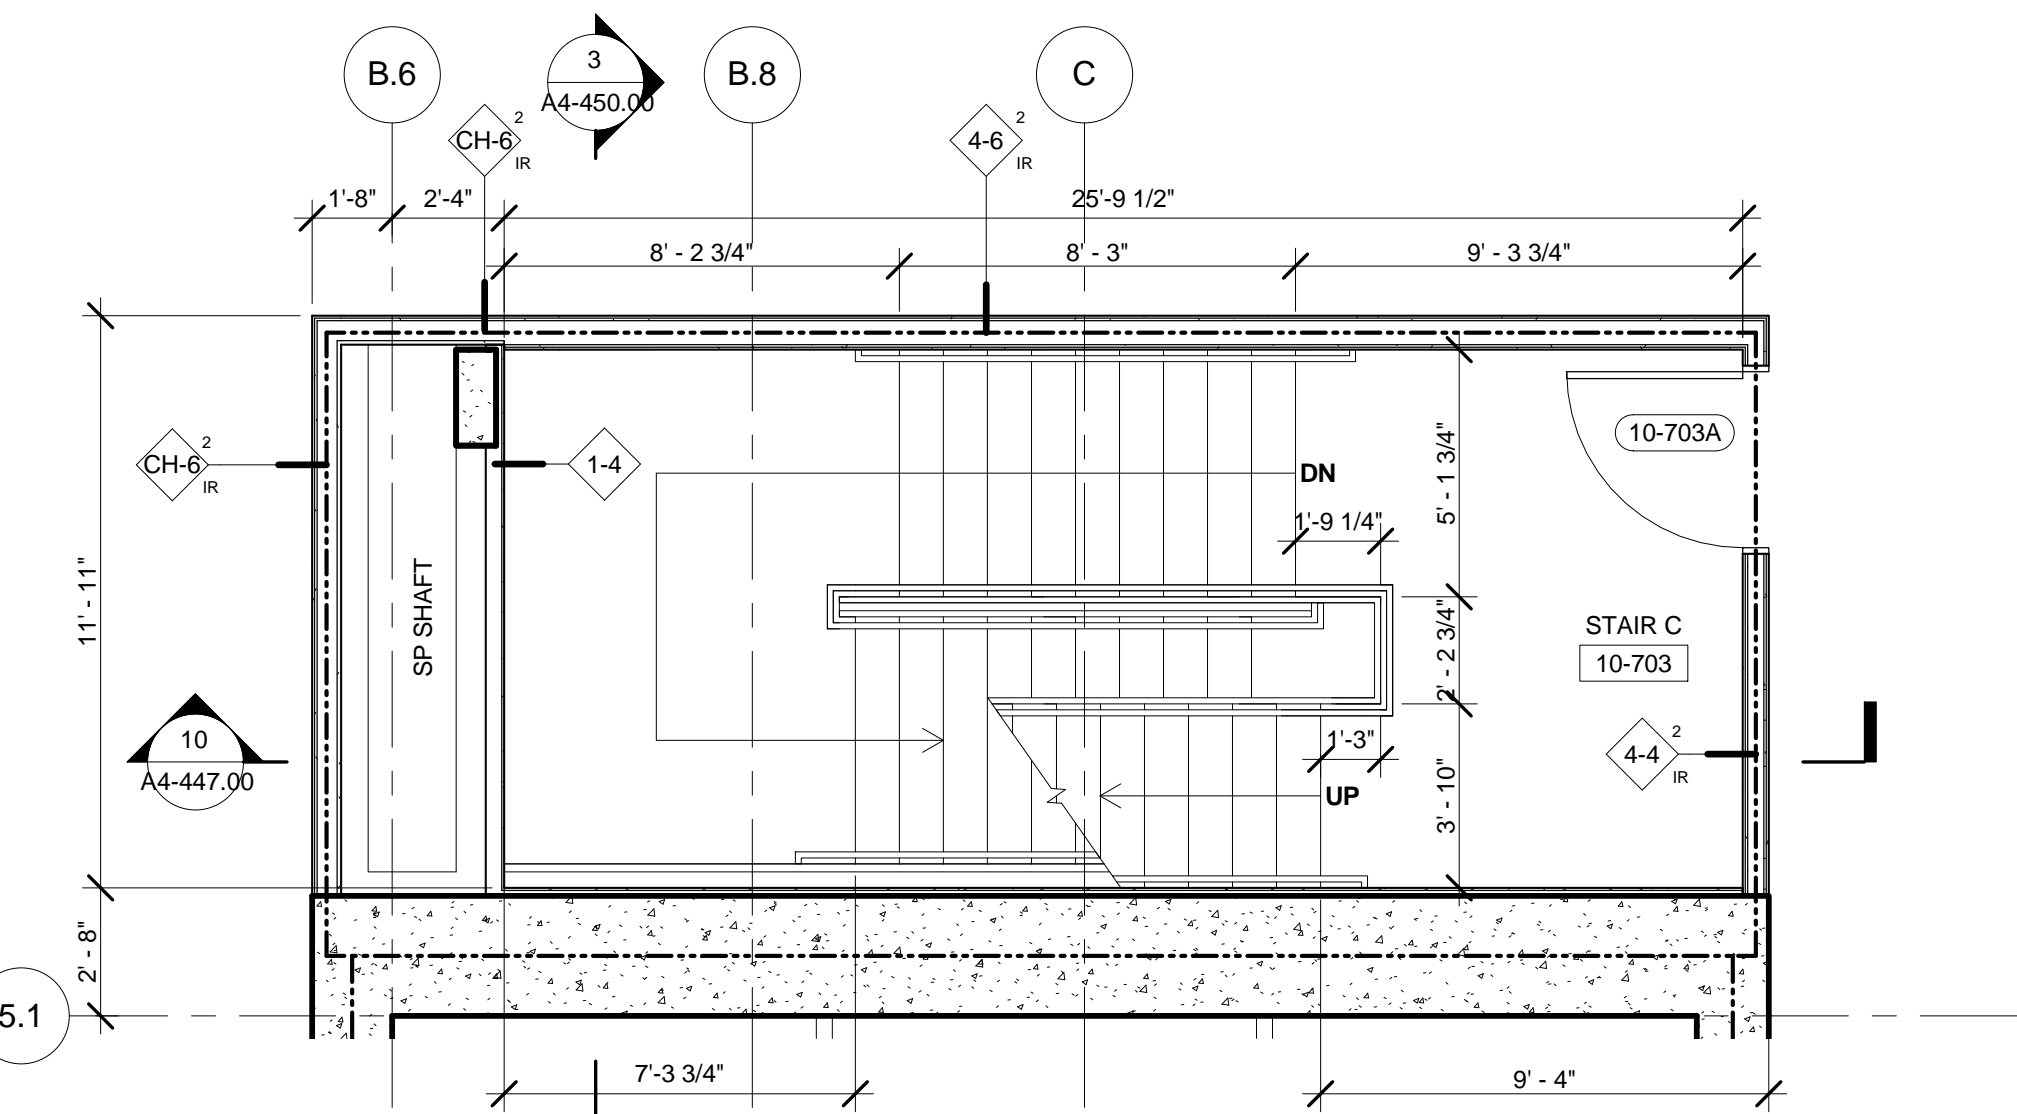 B.6
3
A4-450.00
B.8
C
CH-6
2
IR
4-6
2
IR
1'-8"
2'-4"
25'-9 1/2"
8' - 2 3/4"
8' - 3"
9' - 3 3/4"
10-703A
CH-6
2
IR
1-4
DN
5' - 1 3/4"
1'-9 1/4"
11' - 11"
SP SHAFT
STAIR C
10-703
2' - 2 3/4"
10
A4-447.00
1'-3"
4-4
2
IR
UP
3' - 10"
2' - 8"
5.1
7'-3 3/4"
9' - 4"